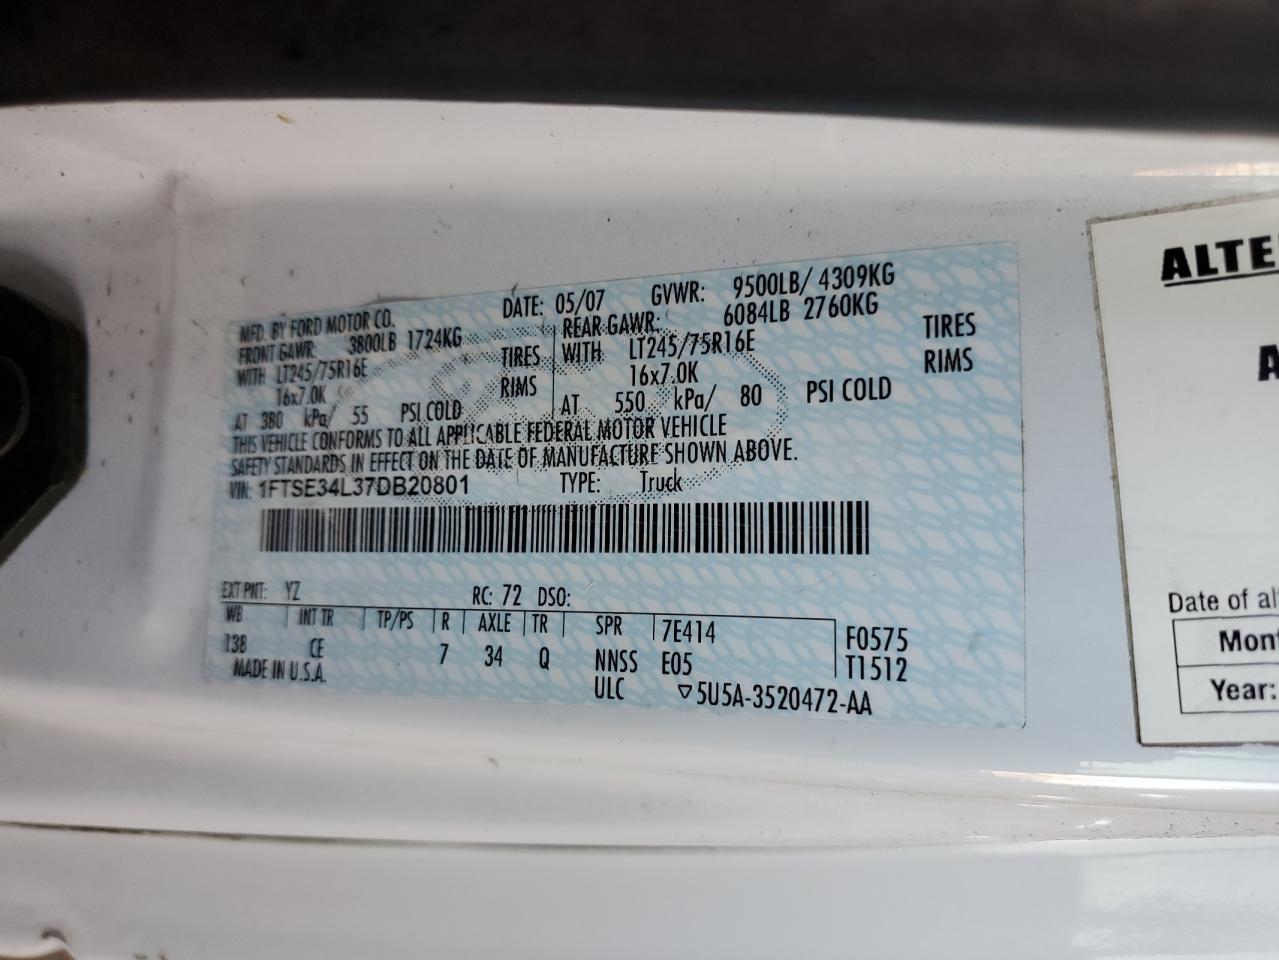 MFD. BY FORD MOTOR CO.
DATE: 05/07 GVWR: 9500LB/ 4309KG
FRONT GAWR: 3800LB 1724KG
REAR GAWR: 6084LB 2760KG
WITH LT245/75R16E TIRES
WITH LT245/75R16E TIRES
16x7.0K RIMS
16x7.0K RIMS
AT 380 kPa/ 55 PSI COLD
AT 550 kPa/ 80 PSI COLD
THIS VEHICLE CONFORMS TO ALL APPLICABLE FEDERAL MOTOR VEHICLE
SAFETY STANDARDS IN EFFECT ON THE DATE OF MANUFACTURE SHOWN ABOVE.
VIN: 1FTSE34L37DB20801 TYPE: Truck
EXT PNT: YZ RC: 72 DSO:
WB INT TR TP/PS R AXLE TR SPR 7E414 F0575
138 CE 7 34 Q NNSS E05 T1512
MADE IN U.S.A. ULC ▽5U5A-3520472-AA
ALTE
A
Date of al
Mon
Year: